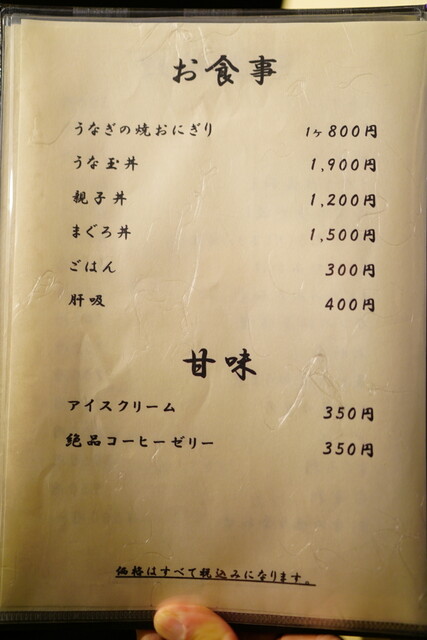 お食事
うなぎの焼おにぎり 1ヶ800円
うな玉丼 1,900円
親子丼 1,200円
まぐろ丼 1,500円
ごはん 300円
肝吸 400円
甘味
アイスクリーム 350円
絶品コーヒーゼリー 350円
価格はすべて税込みになります。